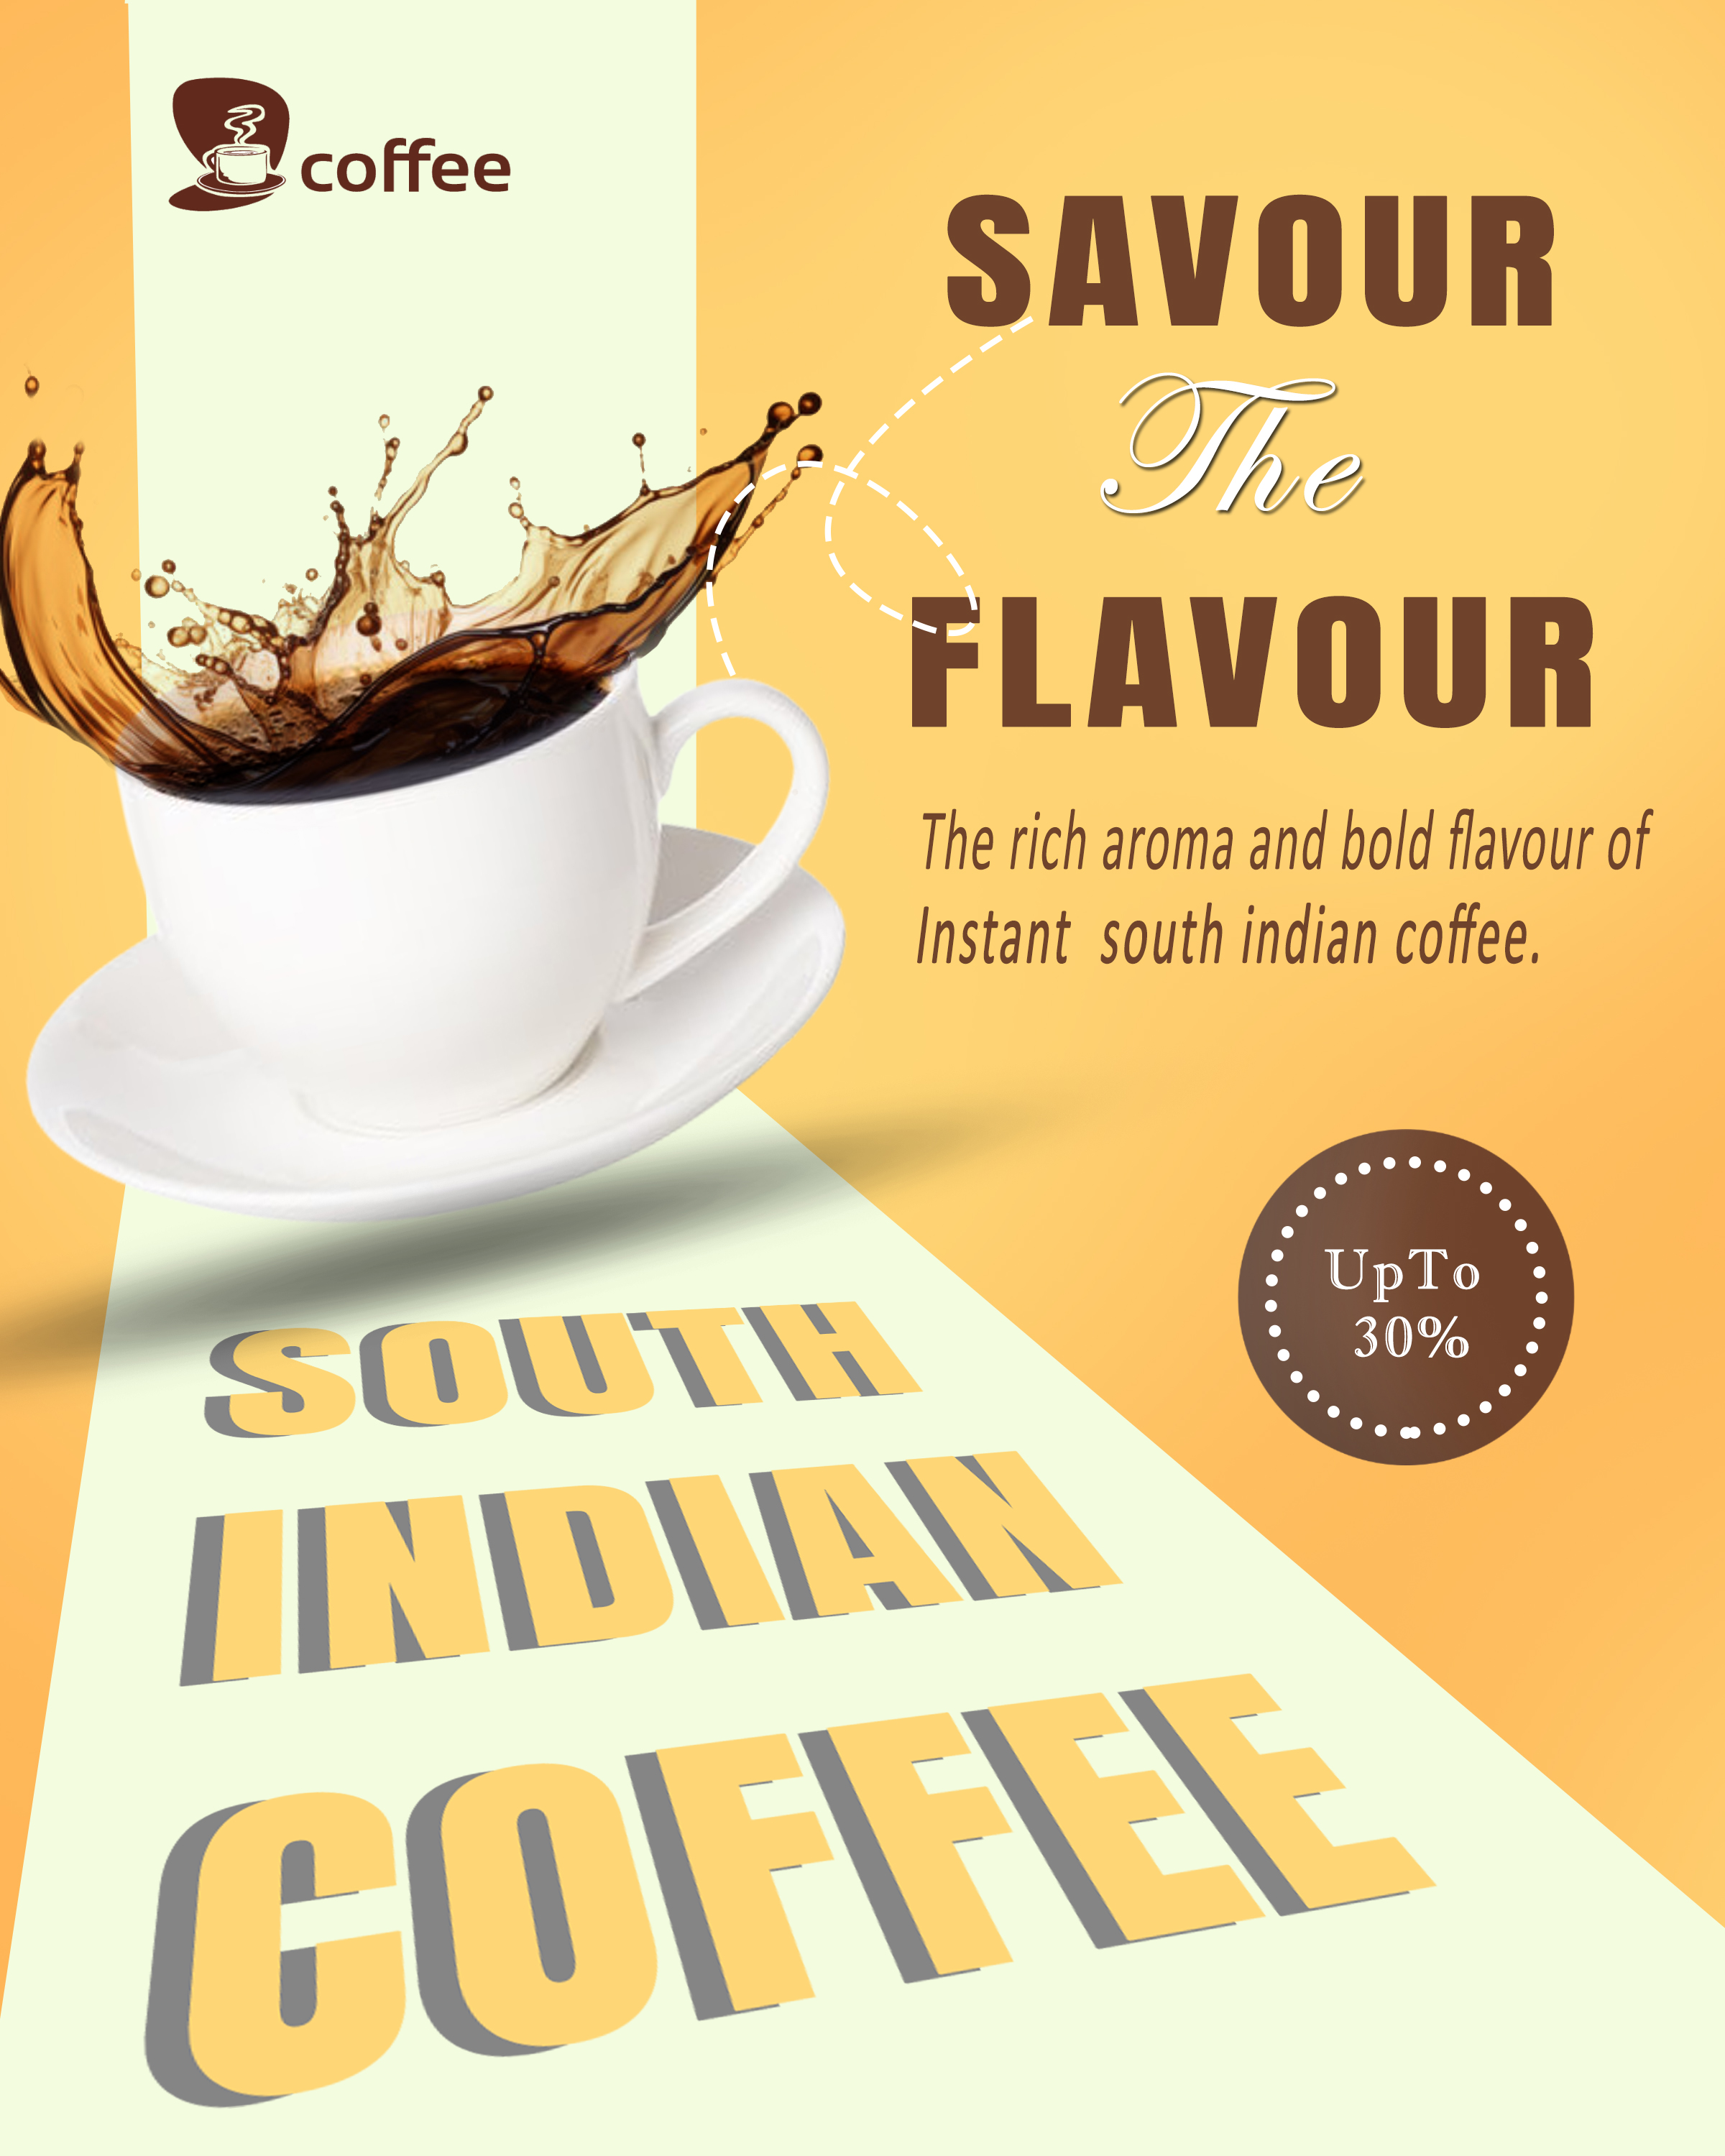 coffee
SAVOUR
The
FLAVOUR
The rich aroma and bold flavour of
Instant south indian coffee.
UpTo
30%
SOUTH
INDIAN
COFFEE